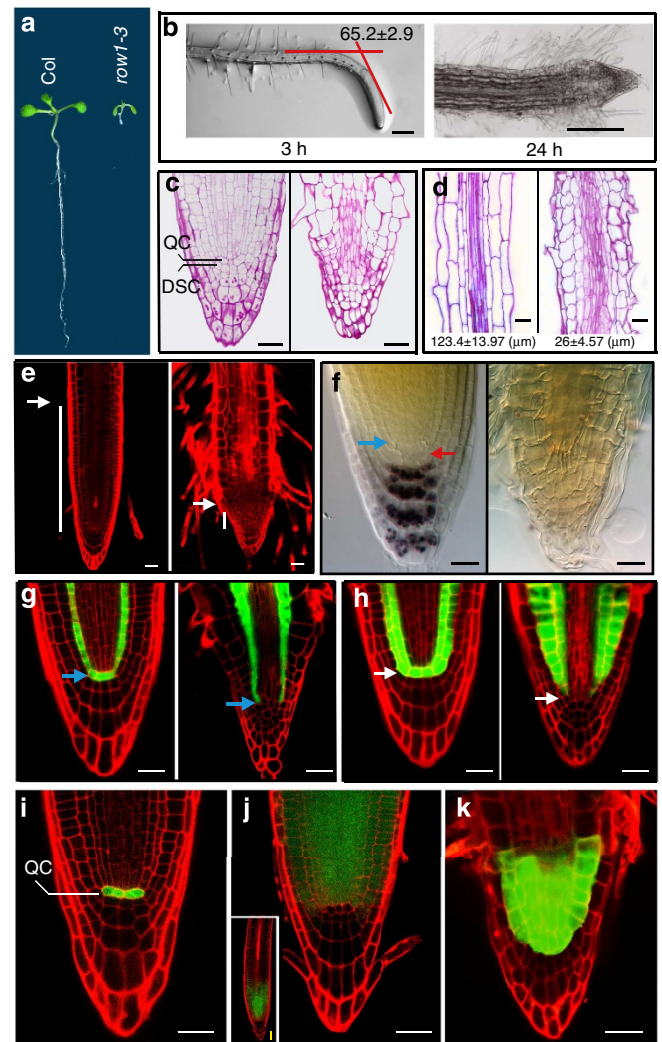 a
Col
row1-3
b
65.2±2.9
3 h
24 h
c
QC
DSC
d
123.4±13.97 (µm)
26±4.57 (µm)
e
f
g
h
i
QC
j
k